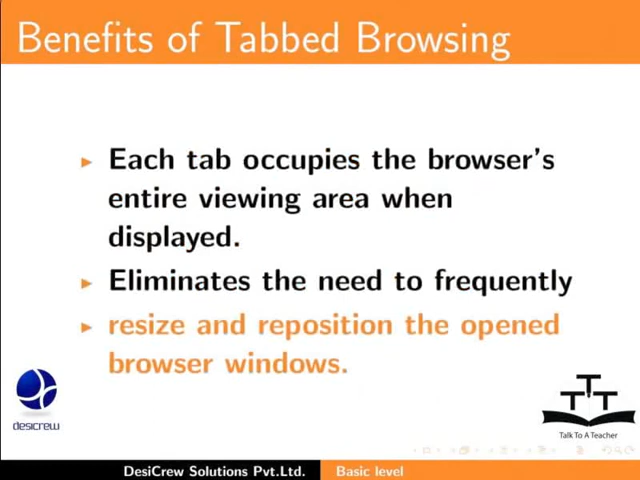 Benefits of Tabbed Browsing
Each tab occupies the browser's
entire viewing area when
displayed.
Eliminates the need to frequently
resize and reposition the opened
browser windows.
desicrew
T T T
Talk To A Teacher
DesiCrew Solutions Pvt.Ltd. Basic level